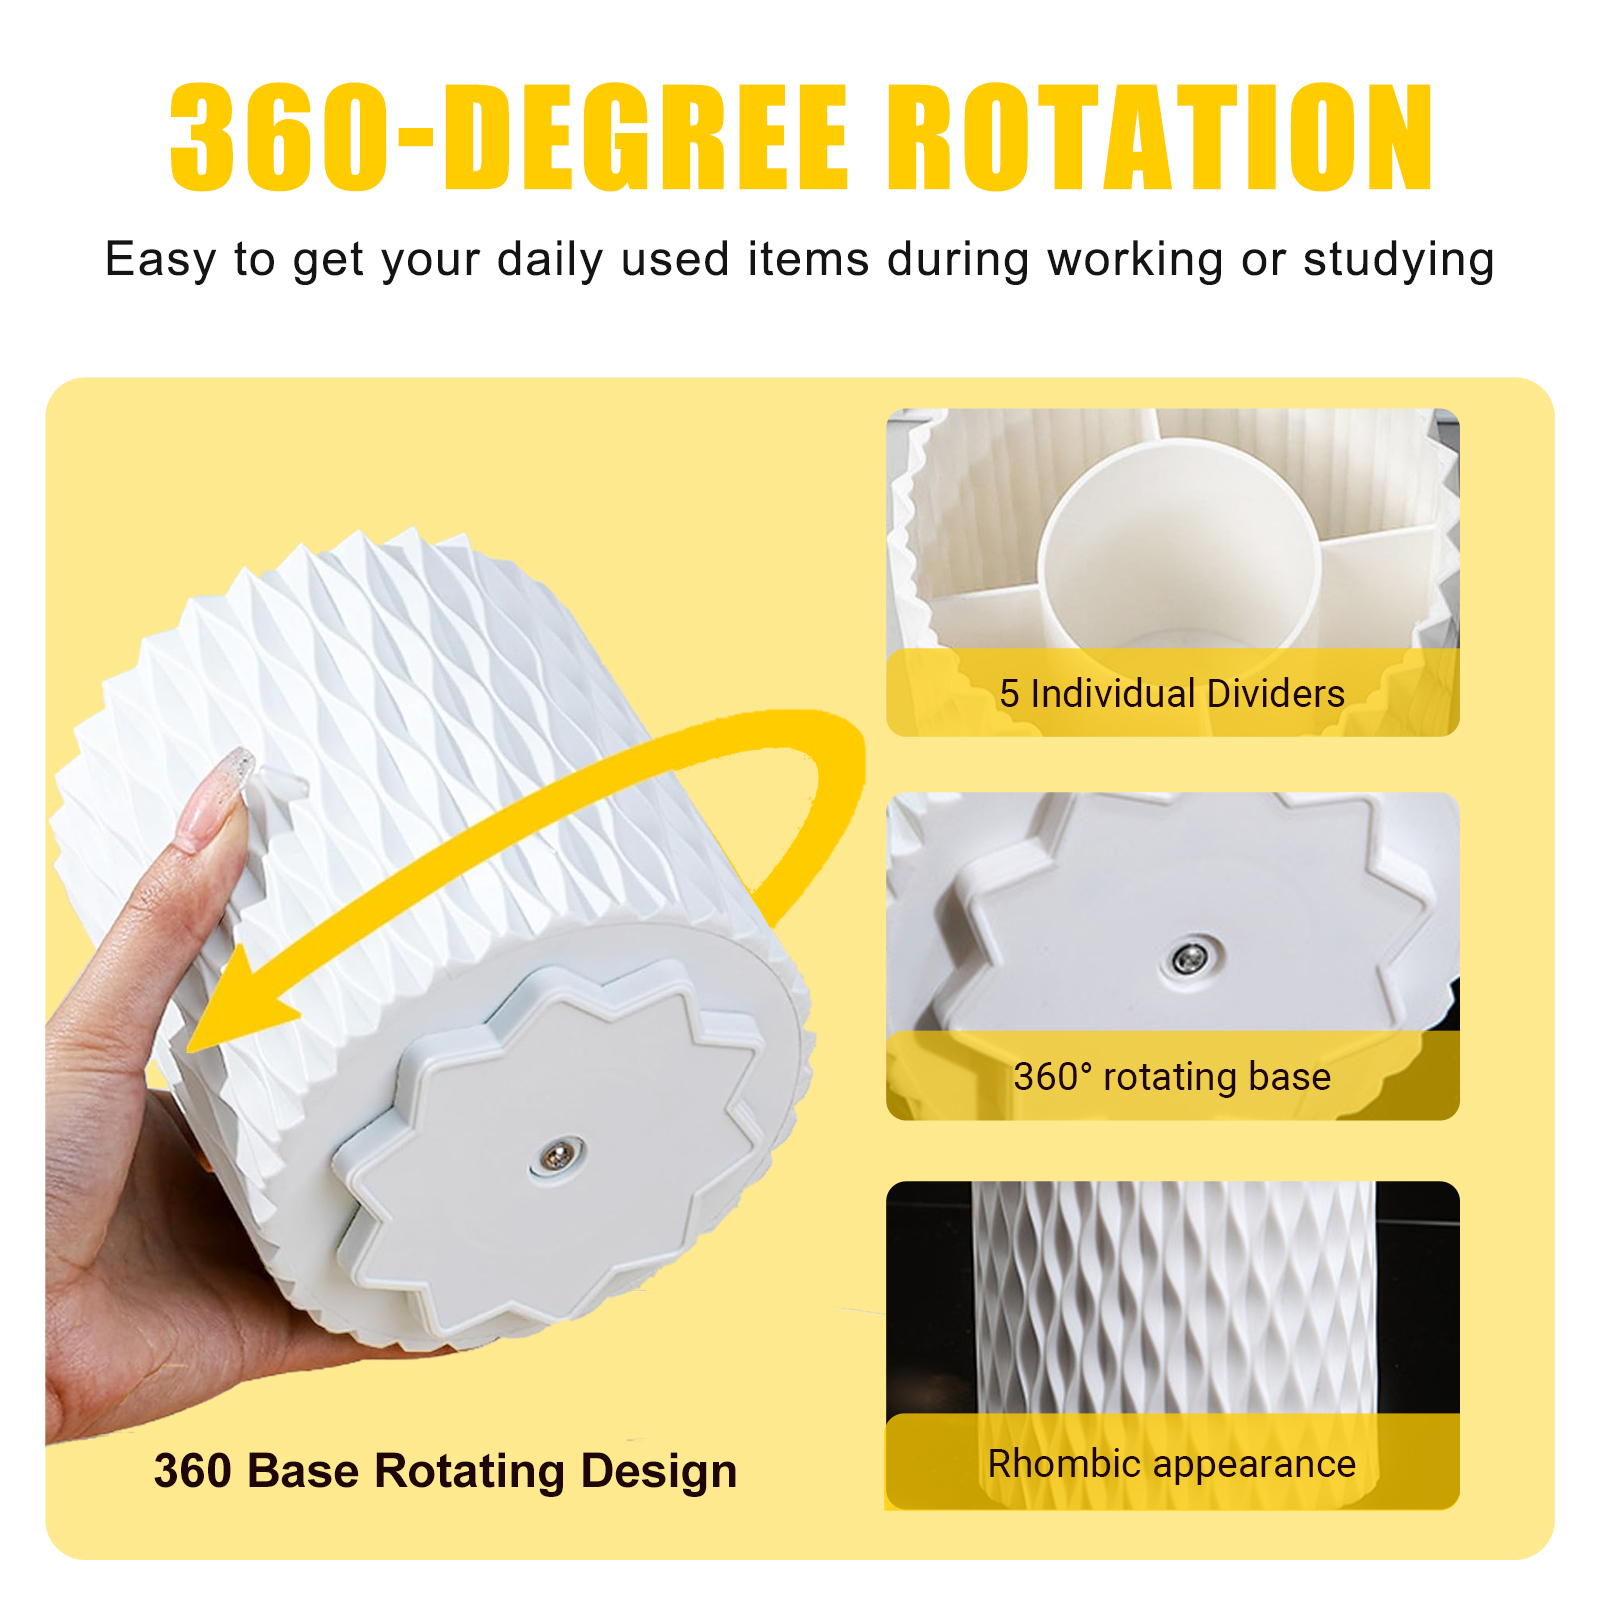 360-DEGREE ROTATION
Easy to get your daily used items during working or studying
5 Individual Dividers
360° rotating base
Rhombic appearance
360 Base Rotating Design